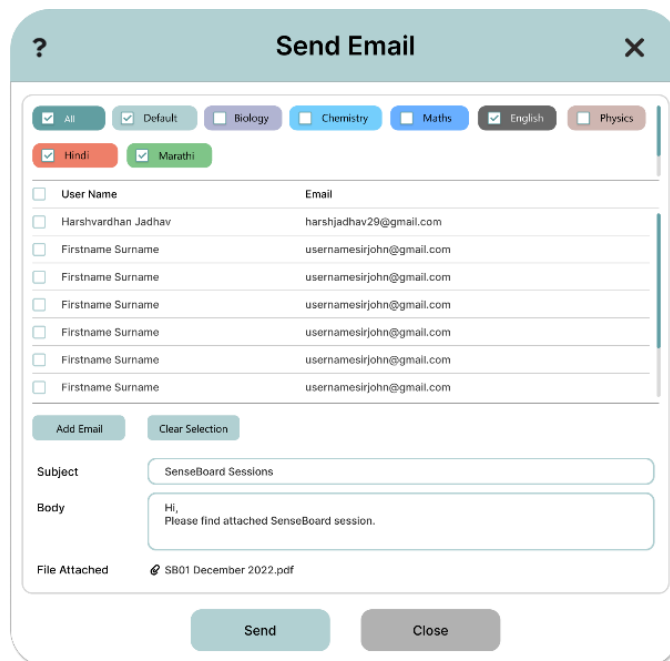 ? Send Email ✕
All Default Biology Chemistry Maths English Physics
Hindi Marathi
User Name Email
Harshvardhan Jadhav harshjadhav29@gmail.com
Firstname Surname usernamesirjohn@gmail.com
Firstname Surname usernamesirjohn@gmail.com
Firstname Surname usernamesirjohn@gmail.com
Firstname Surname usernamesirjohn@gmail.com
Firstname Surname usernamesirjohn@gmail.com
Firstname Surname usernamesirjohn@gmail.com
Add Email Clear Selection
Subject SenseBoard Sessions
Body Hi,
Please find attached SenseBoard session.
File Attached SB01 December 2022.pdf
Send Close